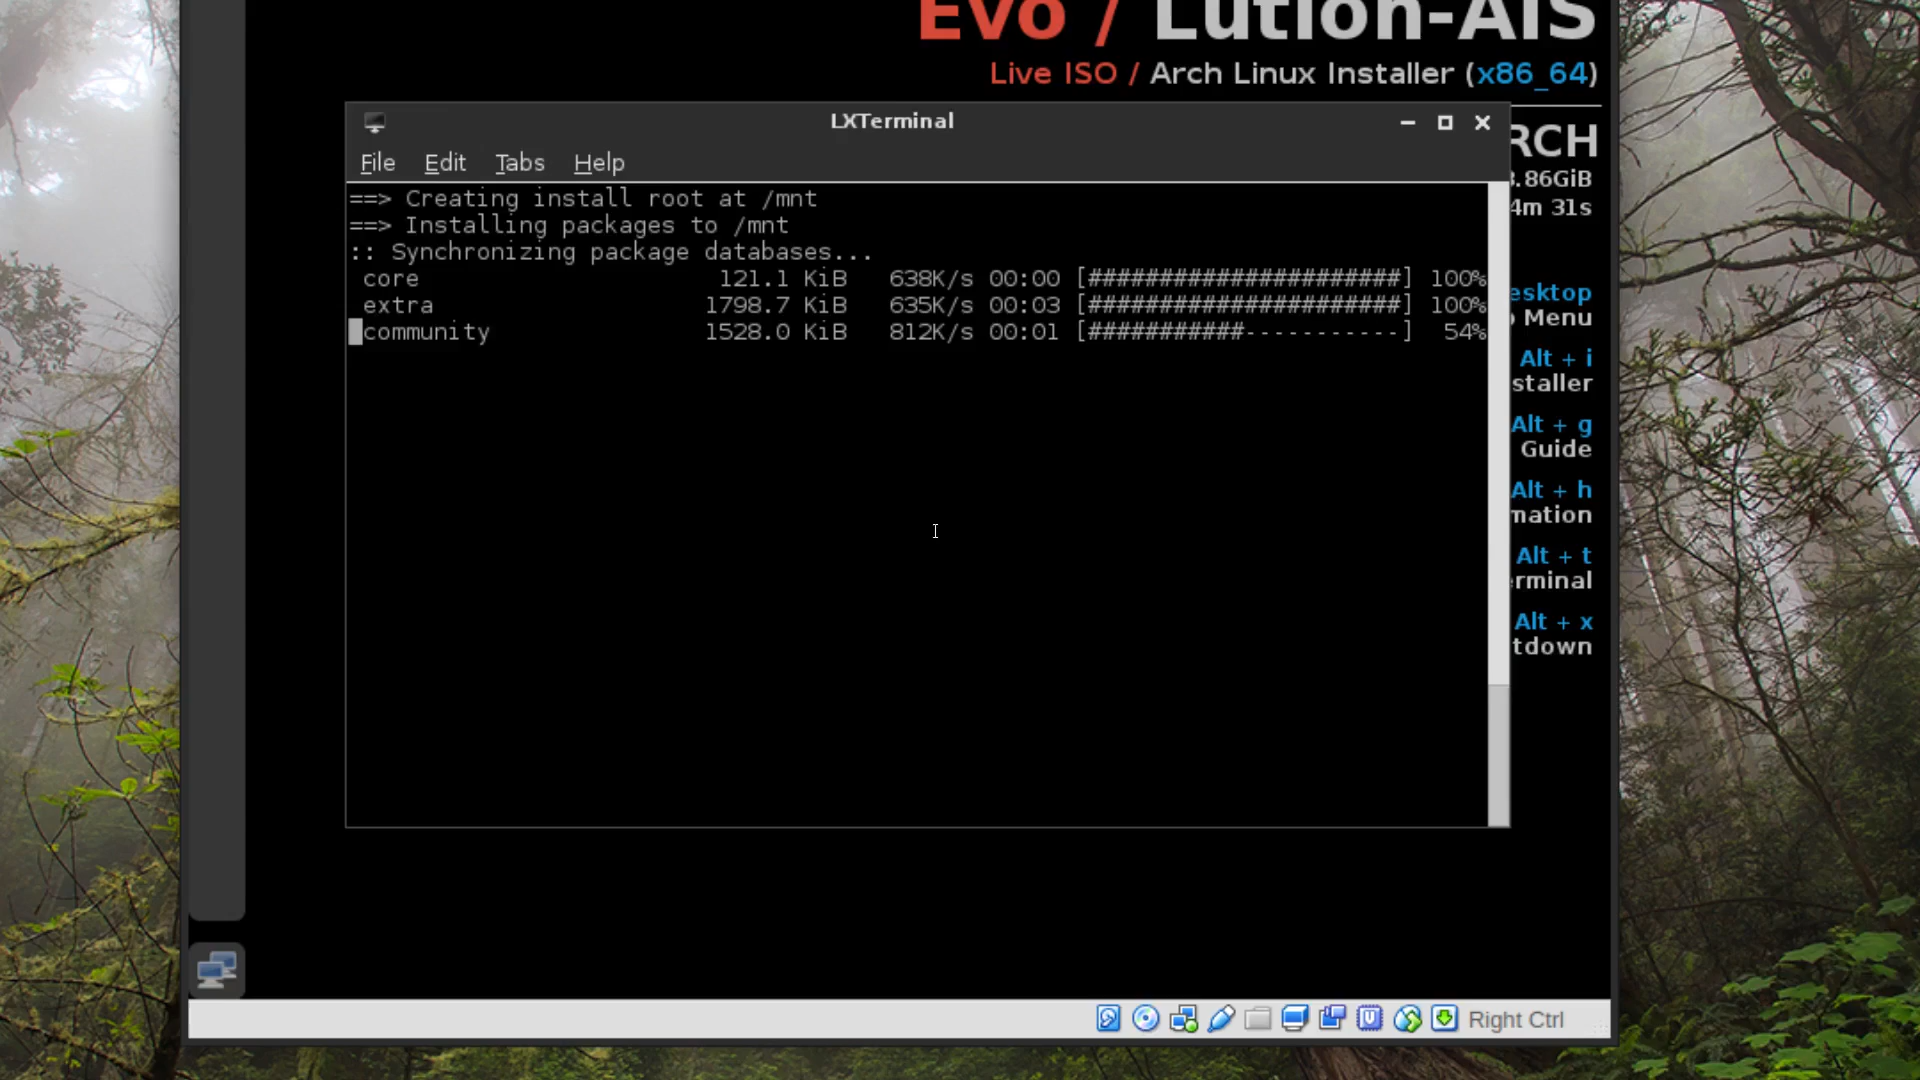 Evo / Lution-AIS
Live ISO / Arch Linux Installer (x86_64)
LXTerminal
File Edit Tabs Help
RCH
.86GiB
4m 31s
==> Creating install root at /mnt
==> Installing packages to /mnt
:: Synchronizing package databases...
core 121.1 KiB 638K/s 00:00 [######################] 100%
extra 1798.7 KiB 635K/s 00:03 [######################] 100%
community 1528.0 KiB 812K/s 00:01 [###########-----------] 54%
esktop
Menu
Alt + i
staller
Alt + g
Guide
Alt + h
mation
Alt + t
erminal
Alt + x
tdown
Right Ctrl